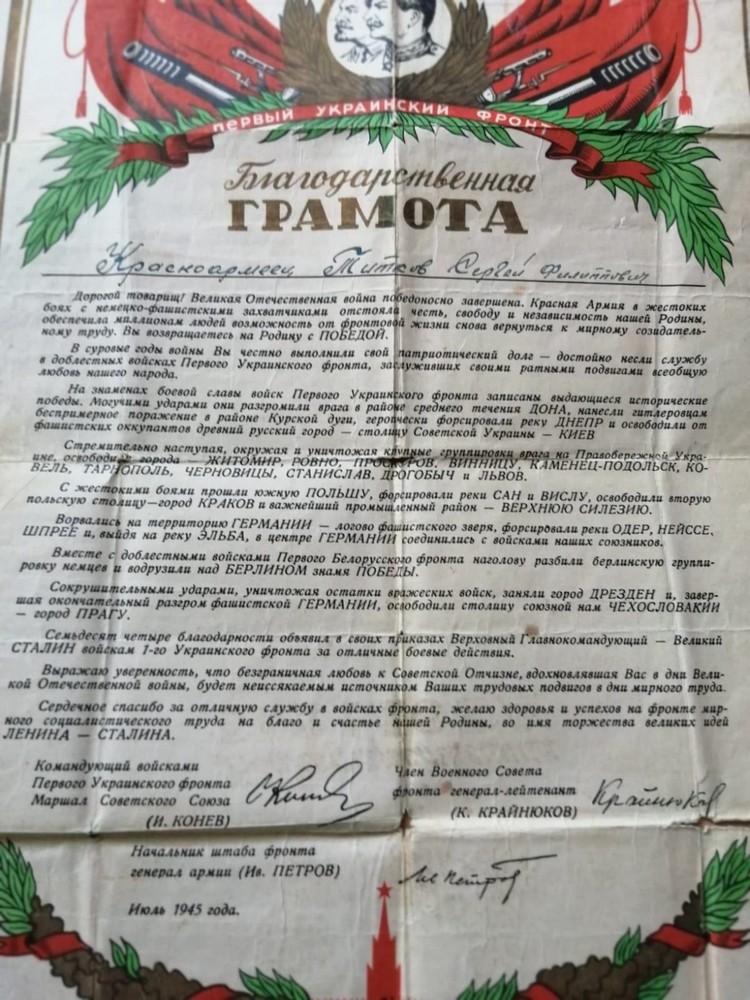 ПЕРВЫЙ УКРАИНСКИЙ ФРОНТ
Благодарственная
ГРАМОТА
Красноармеец Титков Сергей Филиппович
Дорогой товарищ! Великая Отечественная война победоносно завершена. Красная Армия в жестоких
боях с немецко-фашистскими захватчиками отстояла честь, свободу и независимость нашей Родины,
обеспечила миллионам людей возможность от фронтовой жизни снова вернуться к мирному созидатель-
ному труду. Вы возвращаетесь на Родину с ПОБЕДОЙ.
В суровые годы войны Вы честно выполнили свой патриотический долг — достойно несли службу
в доблестных войсках Первого Украинского фронта, заслуживших своими ратными подвигами всеобщую
любовь нашего народа.
На знаменах боевой славы войск Первого Украинского фронта записаны выдающиеся исторические
победы. Могучими ударами они разгромили врага в районе среднего течения ДОНА, нанесли гитлеровцам
беспримерное поражение в районе Курской дуги, героически форсировали реку ДНЕПР и освободили от
фашистских оккупантов древний русский город — столицу Советской Украины — КИЕВ
Стремительно наступая, окружая и уничтожая крупные группировки врага на Правобережной Укра-
ине, освободили города — ЖИТОМИР, РОВНО, ПРОСКУРОВ, ВИННИЦУ, КАМЕНЕЦ-ПОДОЛЬСК, КО-
ВЕЛЬ, ТАРНОПОЛЬ, ЧЕРНОВИЦЫ, СТАНИСЛАВ, ДРОГОБЫЧ и ЛЬВОВ.
С жестокими боями прошли южную ПОЛЬШУ, форсировали реки САН и ВИСЛУ, освободили вторую
польскую столицу—город КРАКОВ и важнейший промышленный район — ВЕРХНЮЮ СИЛЕЗИЮ.
Ворвались на территорию ГЕРМАНИИ — логово фашистского зверя, форсировали реки ОДЕР, НЕЙССЕ,
ШПРЕЕ и, выйдя на реку ЭЛЬБА, в центре ГЕРМАНИИ соединились с войсками наших союзников.
Вместе с доблестными войсками Первого Белорусского фронта наголову разбили берлинскую группи-
ровку немцев и водрузили над БЕРЛИНОМ знамя ПОБЕДЫ.
Сокрушительными ударами, уничтожая остатки вражеских войск, заняли город ДРЕЗДЕН и, завер-
шая окончательный разгром фашистской ГЕРМАНИИ, освободили столицу союзной нам ЧЕХОСЛОВАКИИ
— город ПРАГУ.
Семьдесят четыре благодарности объявил в своих приказах Верховный Главнокомандующий — Великий
СТАЛИН войскам 1-го Украинского фронта за отличные боевые действия.
Выражаю уверенность, что безграничная любовь к Советской Отчизне, вдохновлявшая Вас в дни Вели-
кой Отечественной войны, будет неиссякаемым источником Ваших трудовых подвигов в дни мирного труда.
Сердечное спасибо за отличную службу в войсках фронта, желаю здоровья и успехов на фронте мир-
ного социалистического труда на благо и счастье нашей Родины, во имя торжества великих идей
ЛЕНИНА — СТАЛИНА.
Командующий войсками
Первого Украинского фронта
Маршал Советского Союза
(И. КОНЕВ)
Член Военного Совета
фронта генерал-лейтенант
(К. КРАЙНЮКОВ)
Крайнюков
Начальник штаба фронта
генерал армии (Ив. ПЕТРОВ)
Ив Петров
Июль 1945 года.